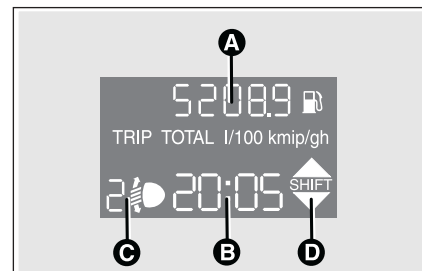 A
5208.9
TRIP TOTAL l/100 kmip/gh
2 20:05 SHIFT
C B D